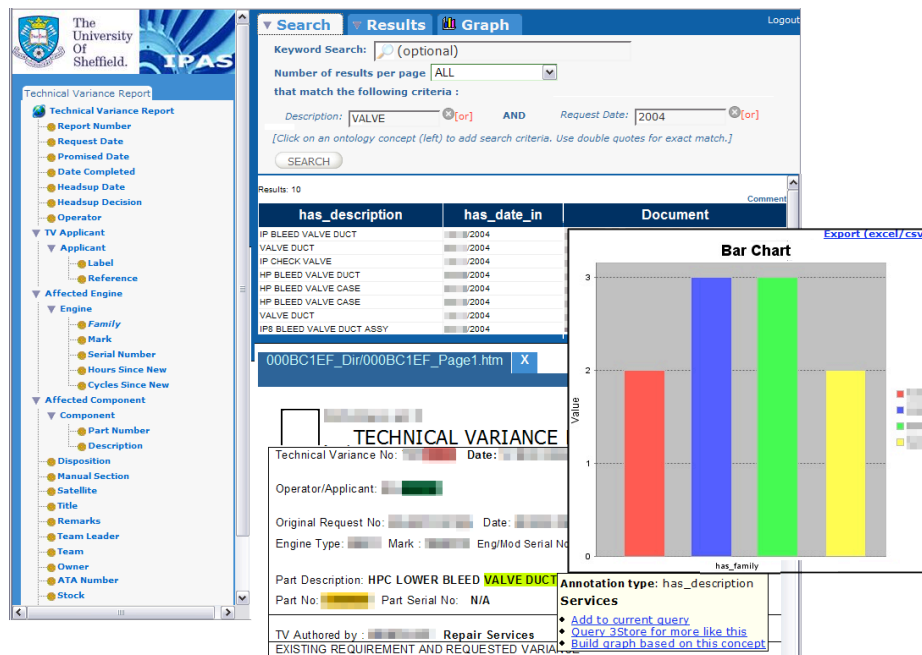 The
University
Of
Sheffield.
IPAS
Technical Variance Report
Technical Variance Report
Report Number
Request Date
Promised Date
Date Completed
Headsup Date
Headsup Decision
Operator
TV Applicant
Applicant
Label
Reference
Affected Engine
Engine
Family
Mark
Serial Number
Hours Since New
Cycles Since New
Affected Component
Component
Part Number
Description
Disposition
Manual Section
Satellite
Title
Remarks
Team Leader
Team
Owner
ATA Number
Stock
Search Results Graph Logout
Keyword Search: (optional)
Number of results per page ALL
that match the following criteria :
Description: VALVE [or] AND Request Date: 2004 [or]
[Click on an ontology concept (left) to add search criteria. Use double quotes for exact match.]
SEARCH
Results: 10
Comment
has_description has_date_in Document
IP BLEED VALVE DUCT /2004
VALVE DUCT /2004
IP CHECK VALVE /2004
HP BLEED VALVE DUCT /2004
HP BLEED VALVE CASE /2004
HP BLEED VALVE CASE /2004
VALVE DUCT /2004
IP8 BLEED VALVE DUCT ASSY /2004
000BC1EF_Dir/000BC1EF_Page1.htm X
TECHNICAL VARIANCE
Technical Variance No: Date:
Operator/Applicant:
Original Request No: Date:
Engine Type: Mark : Eng/Mod Serial No
Part Description: HPC LOWER BLEED VALVE DUCT
Part No: Part Serial No: N/A
TV Authored by : Repair Services
EXISTING REQUIREMENT AND REQUESTED VARIANCE
Export (excel/csv
Bar Chart
3
2
1
0
Value
has_family
Annotation type: has_description
Services
Add to current query
Query 3Store for more like this
Build graph based on this concept